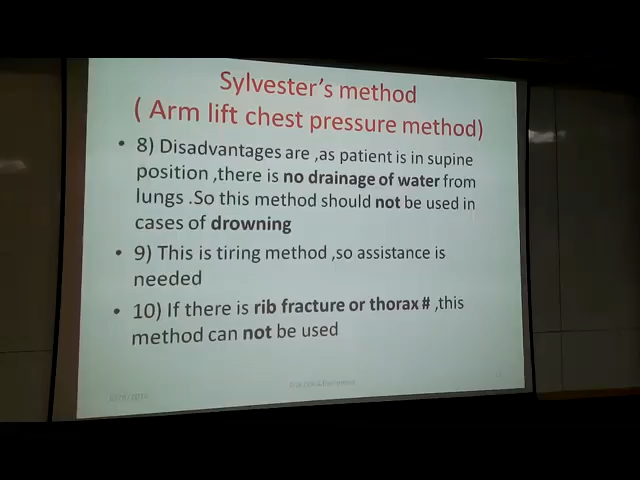 Sylvester's method
( Arm lift chest pressure method)
• 8) Disadvantages are ,as patient is in supine
position ,there is no drainage of water from
lungs .So this method should not be used in
cases of drowning
• 9) This is tiring method ,so assistance is
needed
• 10) If there is rib fracture or thorax # ,this
method can not be used